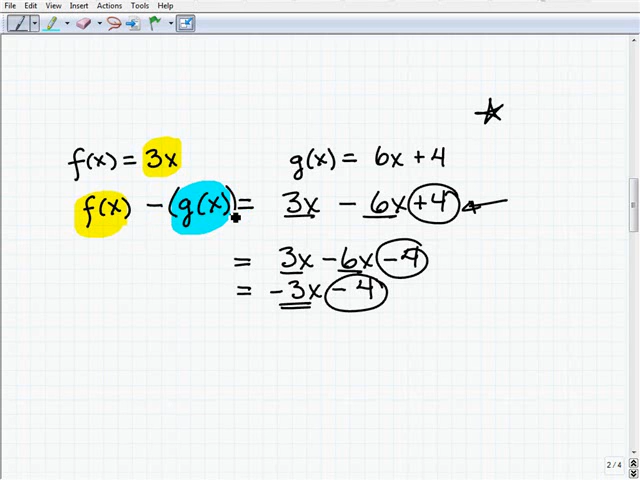 File Edit View Insert Actions Tools Help
f(x) = 3x g(x) = 6x + 4
f(x) - (g(x)) = 3x - 6x + 4
= 3x - 6x - 4
= -3x - 4
2 / 4